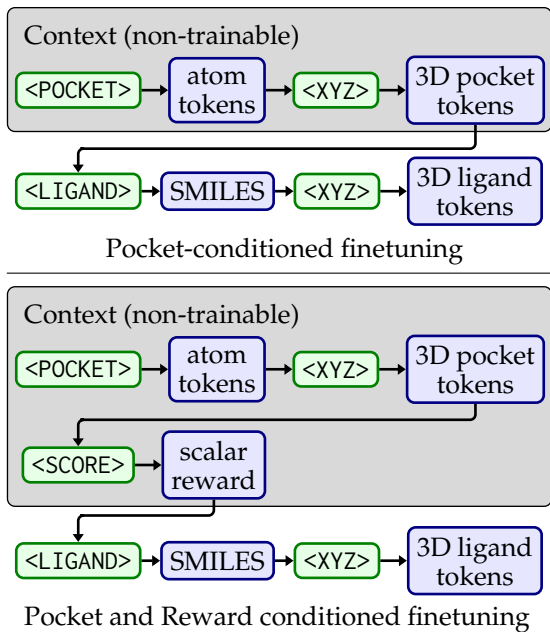 Context (non-trainable)
<POCKET> atom tokens <XYZ> 3D pocket tokens
<LIGAND> SMILES <XYZ> 3D ligand tokens
Pocket-conditioned finetuning
Context (non-trainable)
<POCKET> atom tokens <XYZ> 3D pocket tokens
<SCORE> scalar reward
<LIGAND> SMILES <XYZ> 3D ligand tokens
Pocket and Reward conditioned finetuning